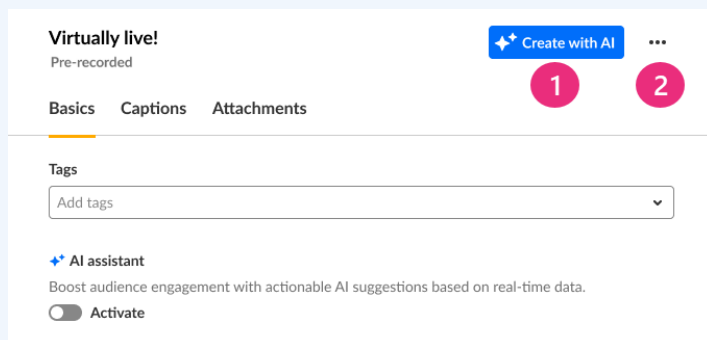 Virtually live!
Create with AI
Pre-recorded
1
2
Basics Captions Attachments
Tags
Add tags
AI assistant
Boost audience engagement with actionable AI suggestions based on real-time data.
Activate